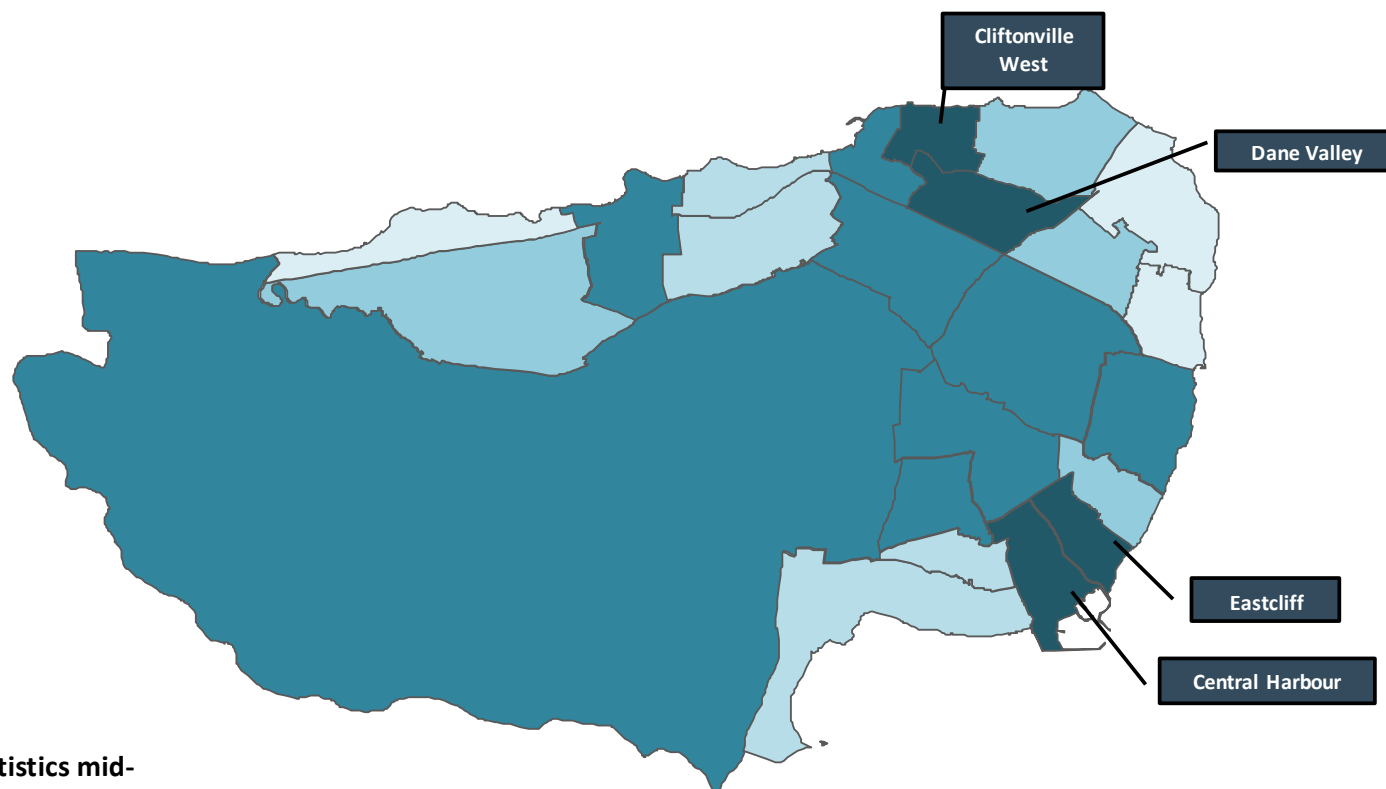 Cliftonville
West
Dane Valley
Eastcliff
Central Harbour
tistics mid-